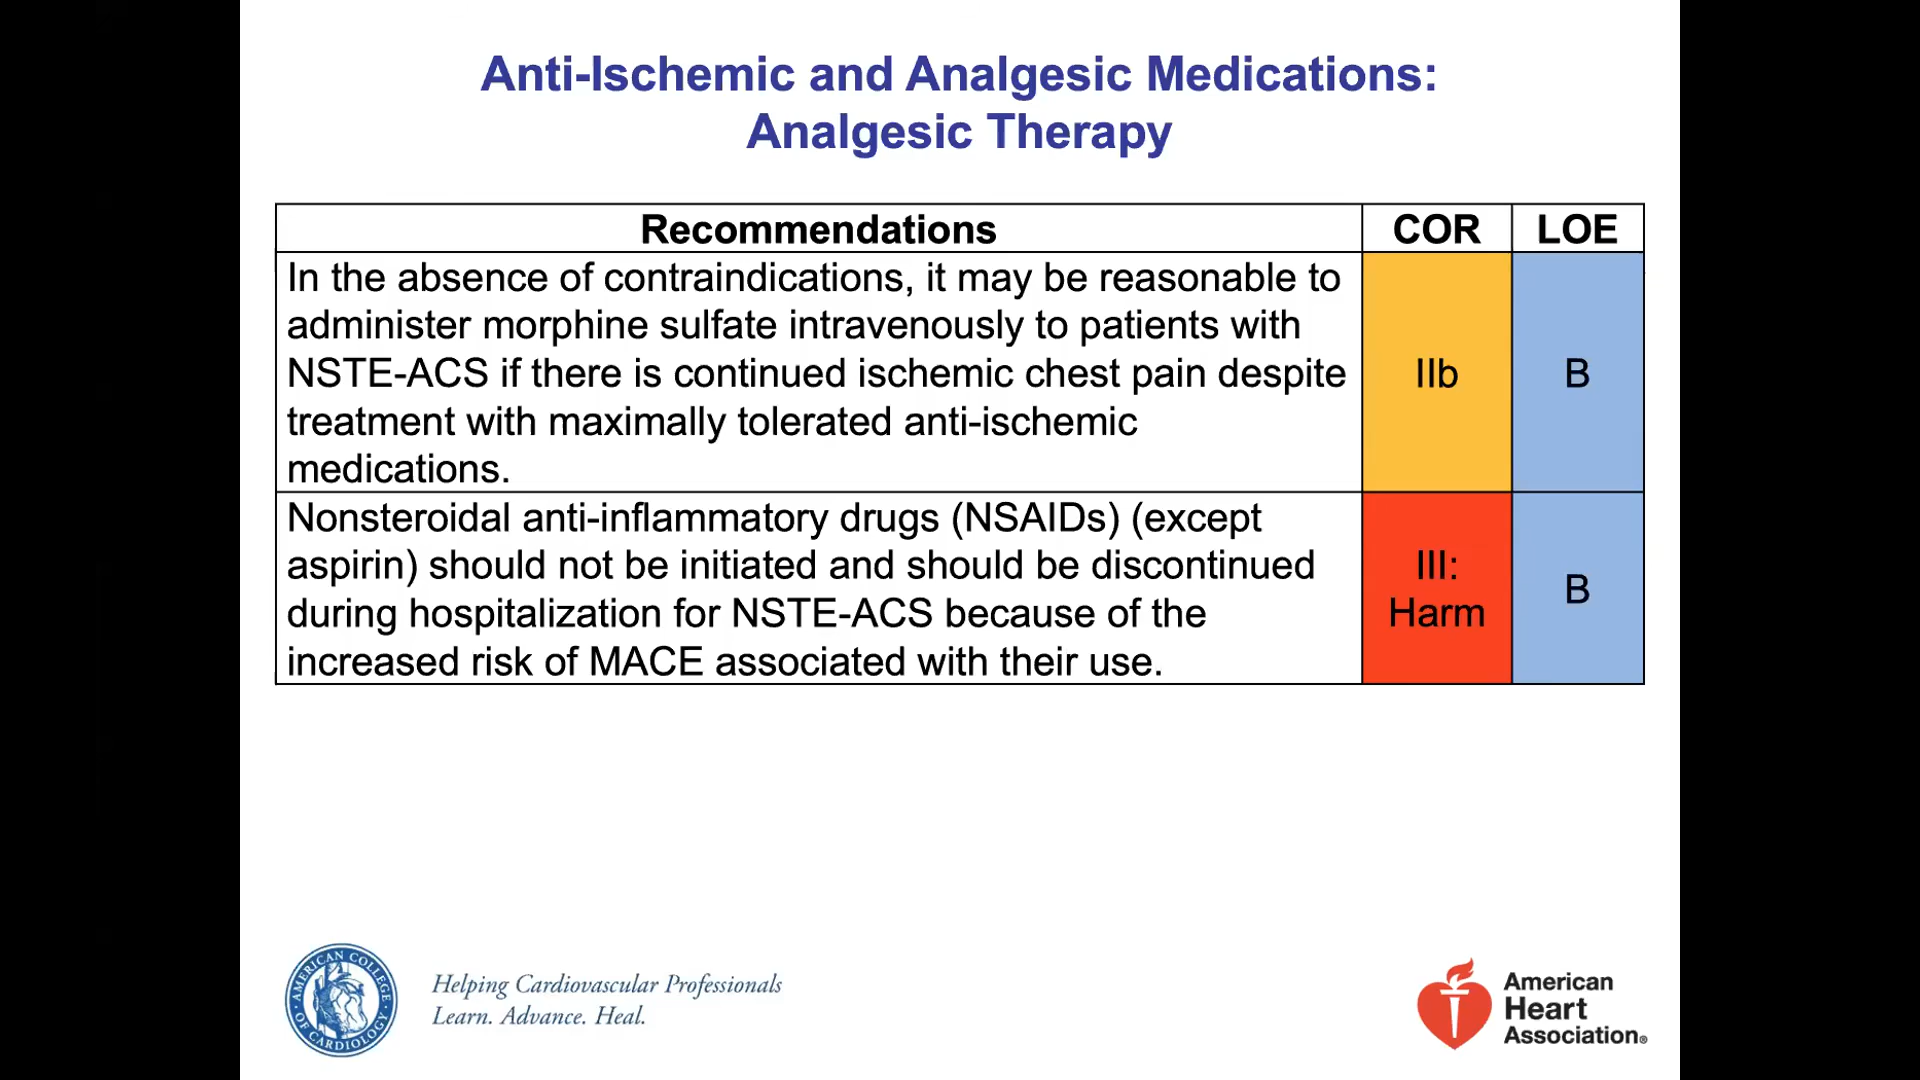 Anti-Ischemic and Analgesic Medications:
Analgesic Therapy
Recommendations COR LOE
In the absence of contraindications, it may be reasonable to
administer morphine sulfate intravenously to patients with
NSTE-ACS if there is continued ischemic chest pain despite
treatment with maximally tolerated anti-ischemic
medications.
IIb
B
Nonsteroidal anti-inflammatory drugs (NSAIDs) (except
aspirin) should not be initiated and should be discontinued
during hospitalization for NSTE-ACS because of the
increased risk of MACE associated with their use.
III:
Harm
B
AMERICAN COLLEGE OF CARDIOLOGY
Helping Cardiovascular Professionals
Learn. Advance. Heal.
American
Heart
Association®